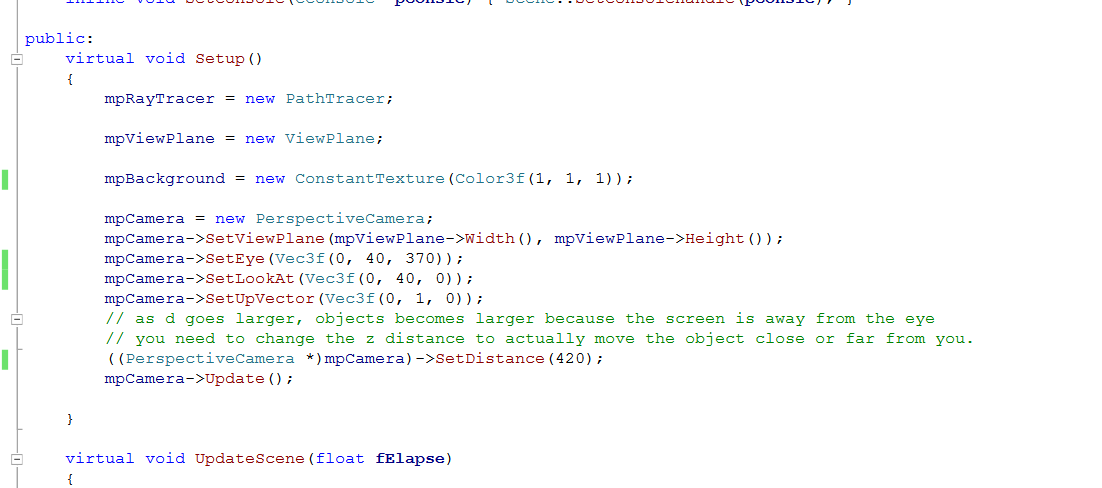 public:
virtual void Setup()
{
mpRayTracer = new PathTracer;
mpViewPlane = new ViewPlane;
mpBackground = new ConstantTexture(Color3f(1, 1, 1));
mpCamera = new PerspectiveCamera;
mpCamera->SetViewPlane(mpViewPlane->Width(), mpViewPlane->Height());
mpCamera->SetEye(Vec3f(0, 40, 370));
mpCamera->SetLookAt(Vec3f(0, 40, 0));
mpCamera->SetUpVector(Vec3f(0, 1, 0));
// as d goes larger, objects becomes larger because the screen is away from the eye
// you need to change the z distance to actually move the object close or far from you.
((PerspectiveCamera *)mpCamera)->SetDistance(420);
mpCamera->Update();
}
virtual void UpdateScene(float fElapse)
{